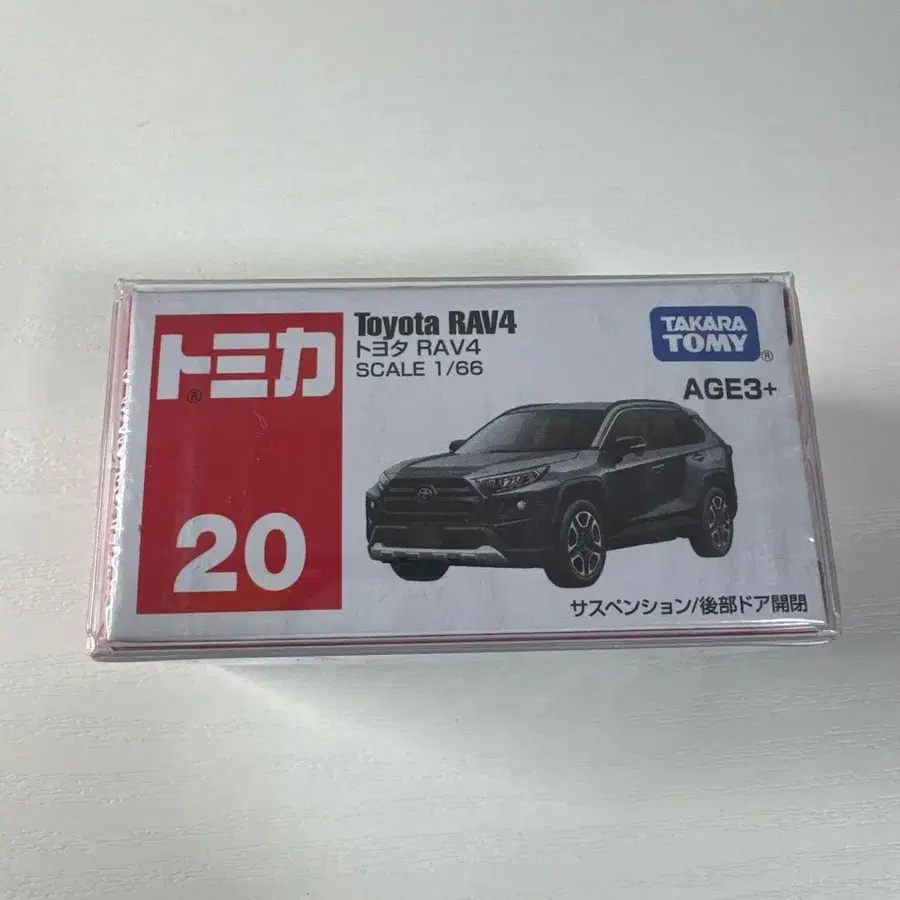 トミカ®
20
Toyota RAV4
トヨタ RAV4
SCALE 1/66
TAKARA
TOMY®
AGE3+
サスペンション/後部ドア開閉